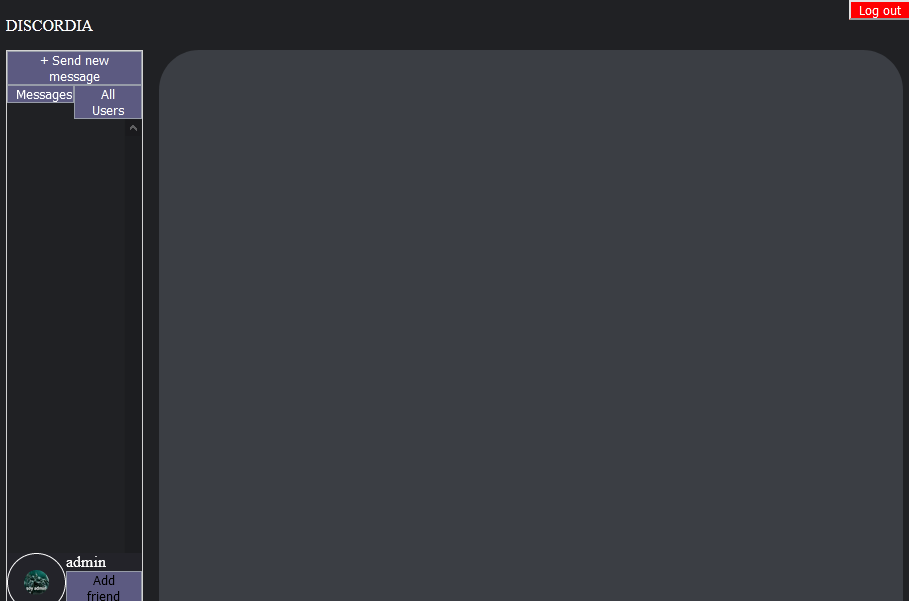 Log out
DISCORDIA
+ Send new
message
Messages
All
Users
admin
Add
friend